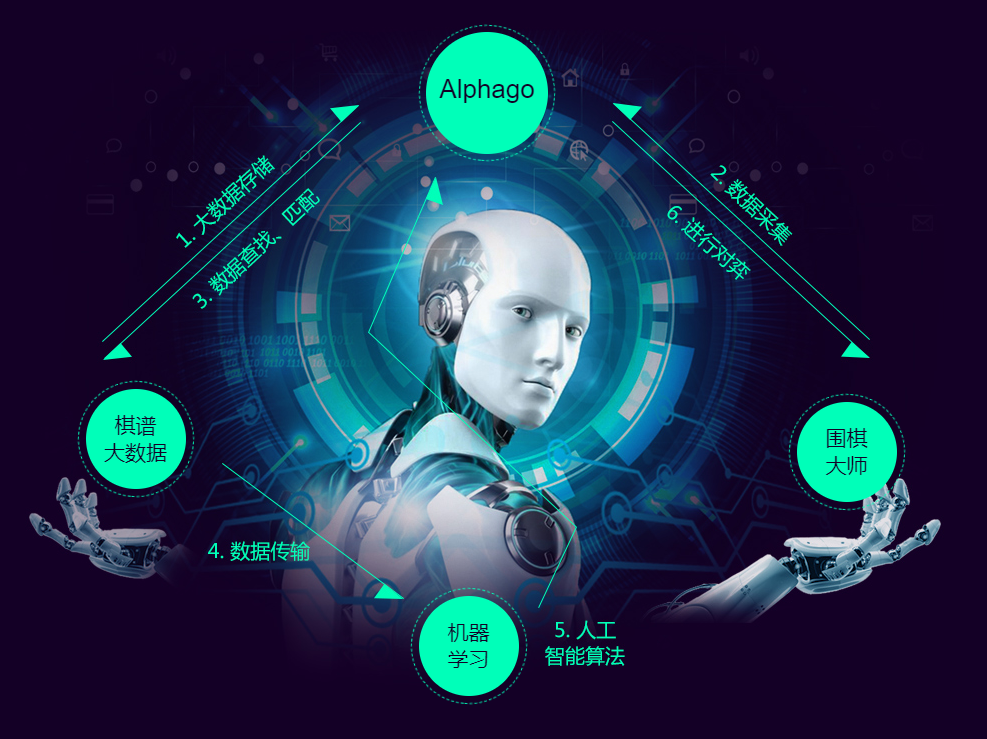 Alphago
1. 大数据存储
3. 数据查找、匹配
2. 数据采集
6. 进行对弈
棋谱
大数据
围棋
大师
4. 数据传输
机器
学习
5. 人工
智能算法